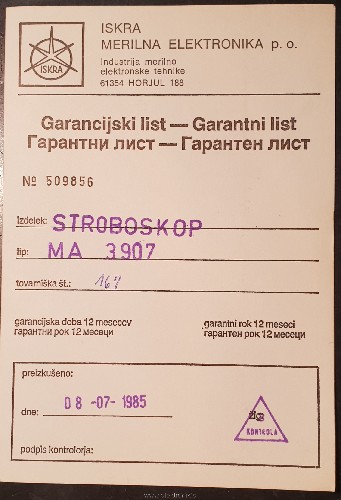 ISKRA
ISKRA
MERILNA ELEKTRONIKA p. o.
Industrija merilno
elektronske tehnike
61354 HORJUL 188
Garancijski list — Garantni list
Гарантни лист — Гарантен лист
№ 509856
izdelek: STROBOSKOP
tip: MA 3907
tovarniška št.: 167
garancijska doba 12 mesecev
гарантни рок 12 месеци
garantni rok 12 meseci
гарантен рок 12 месеци
preizkušeno:
dne: 08-07-1985
žig
KONTROLA
podpis kontrolorja: